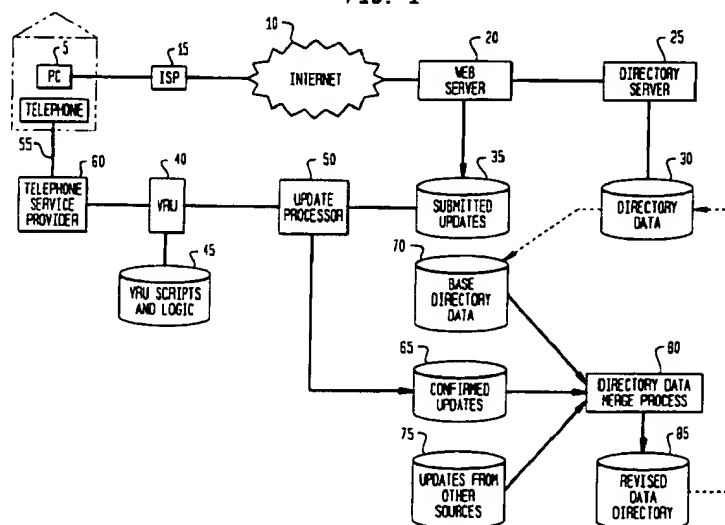 FIG. 1
10
5
15
20
25
PC
ISP
INTERNET
WEB
SERVER
DIRECTORY
SERVER
TELEPHONE
55
60
40
50
35
30
TELEPHONE
SERVICE
PROVIDER
VRU
UPDATE
PROCESSOR
SUBMITTED
UPDATES
DIRECTORY
DATA
45
70
VRU SCRIPTS
AND LOGIC
BASE
DIRECTORY
DATA
65
80
CONFIRMED
UPDATES
DIRECTORY DATA
MERGE PROCESS
75
85
UPDATES FROM
OTHER
SOURCES
REVISED
DATA
DIRECTORY